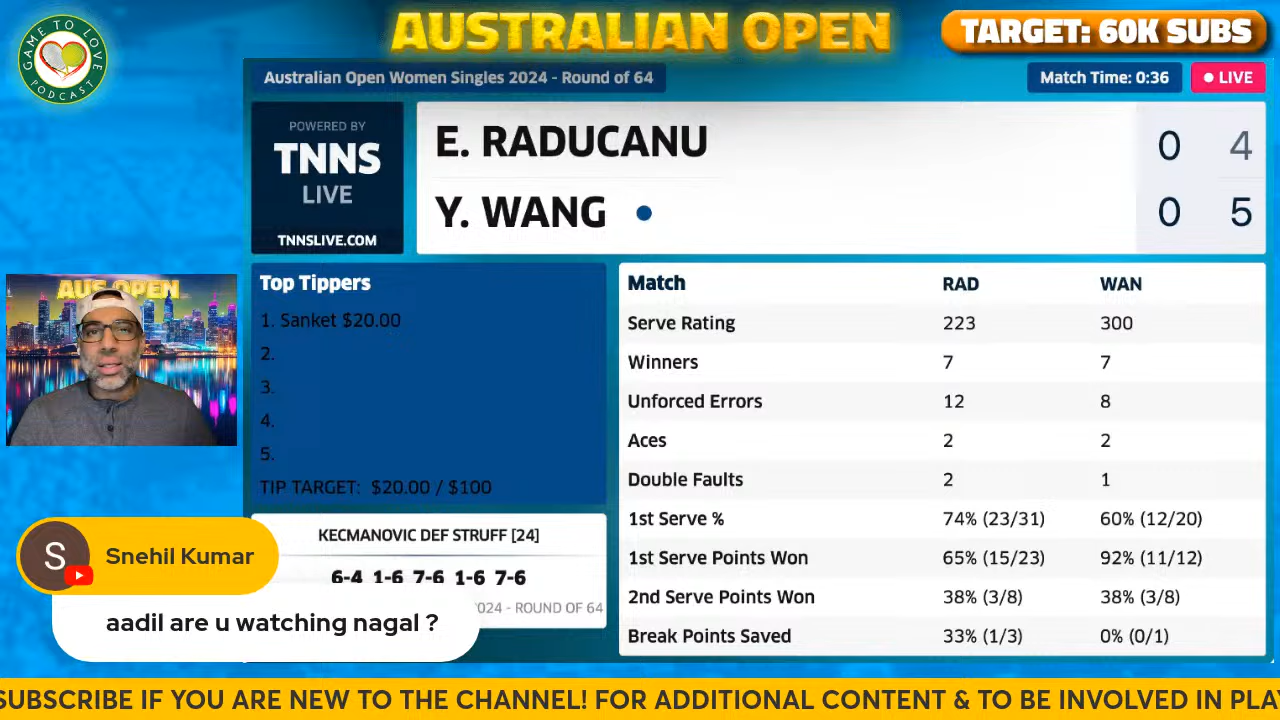 GAME TO LOVE
PODCAST
AUSTRALIAN OPEN
TARGET: 60K SUBS
Australian Open Women Singles 2024 - Round of 64
Match Time: 0:36
LIVE
POWERED BY
TNNS
LIVE
TNNSLIVE.COM
E. RADUCANU 0 4
Y. WANG 0 5
AUS OPEN
Top Tippers
1. Sanket $20.00
2.
3.
4.
5.
TIP TARGET: $20.00 / $100
KECMANOVIC DEF STRUFF [24]
6-4 1-6 7-6 1-6 7-6
2024 - ROUND OF 64
Match RAD WAN
Serve Rating 223 300
Winners 7 7
Unforced Errors 12 8
Aces 2 2
Double Faults 2 1
1st Serve % 74% (23/31) 60% (12/20)
1st Serve Points Won 65% (15/23) 92% (11/12)
2nd Serve Points Won 38% (3/8) 38% (3/8)
Break Points Saved 33% (1/3) 0% (0/1)
S
Snehil Kumar
aadil are u watching nagal ?
SUBSCRIBE IF YOU ARE NEW TO THE CHANNEL! FOR ADDITIONAL CONTENT & TO BE INVOLVED IN PLA